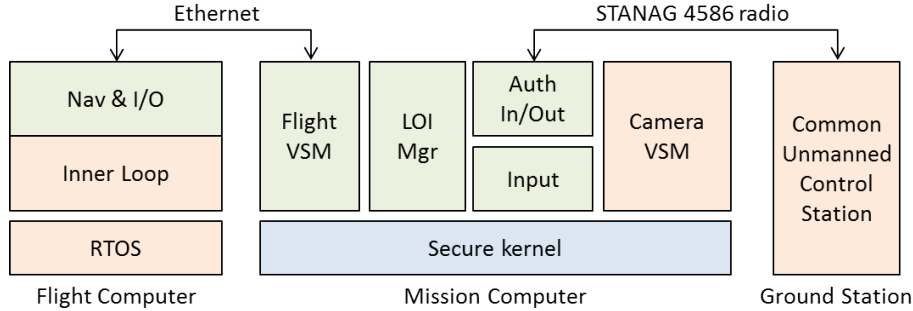 Ethernet
STANAG 4586 radio
Nav & I/O
Inner Loop
RTOS
Flight Computer
Flight
VSM
LOI
Mgr
Auth
In/Out
Input
Camera
VSM
Secure kernel
Mission Computer
Common
Unmanned
Control
Station
Ground Station